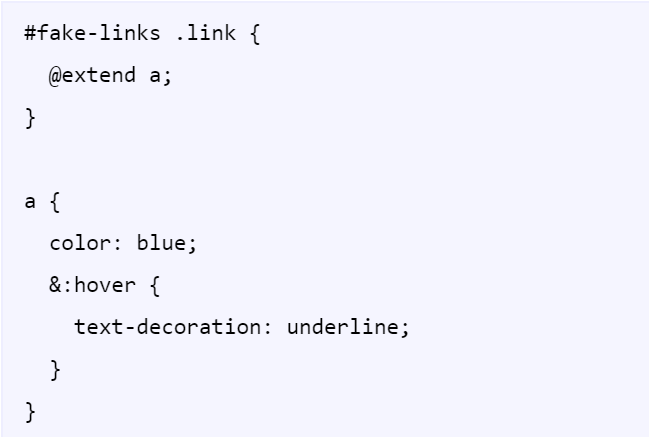 #fake-links .link {
  @extend a;
}

a {
  color: blue;
  &:hover {
    text-decoration: underline;
  }
}